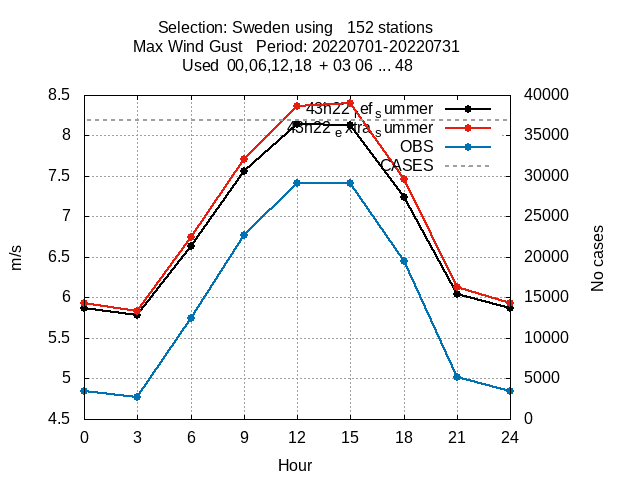 Selection: Sweden using   152 stations
Max Wind Gust   Period: 20220701-20220731
Used  00,06,12,18  + 03 06 ... 48
43h22_ref_summer
43h22_extra_summer
OBS
CASES
8.5
8
7.5
7
6.5
6
5.5
5
4.5
m/s
40000
35000
30000
25000
20000
15000
10000
5000
0
No cases
0 3 6 9 12 15 18 21 24
Hour